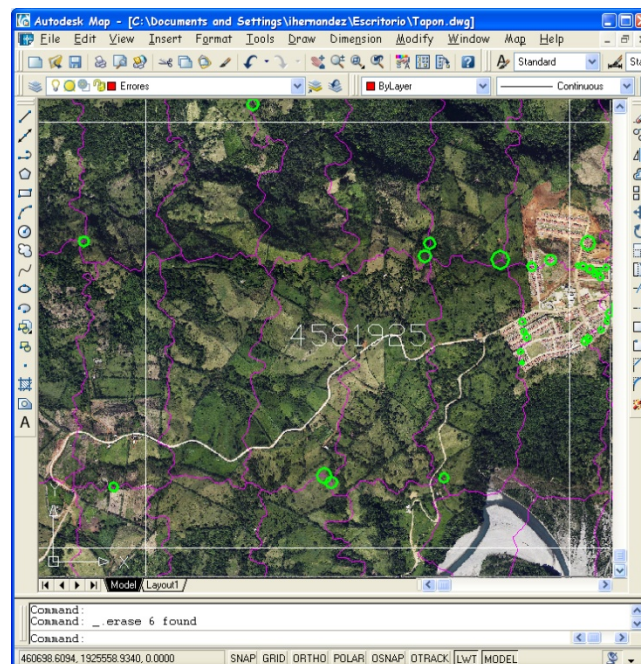 Autodesk Map - [C:\Documents and Settings\ihernandez\Escritorio\Tapon.dwg]
File Edit View Insert Format Tools Draw Dimension Modify Window Map Help
Standard
Errores ByLayer Continuous
4581925
Y
X
Model Layout1
Command:
Command: _.erase 6 found
Command:
460698.6094, 1925558.9340, 0.0000 SNAP GRID ORTHO POLAR OSNAP OTRACK LWT MODEL